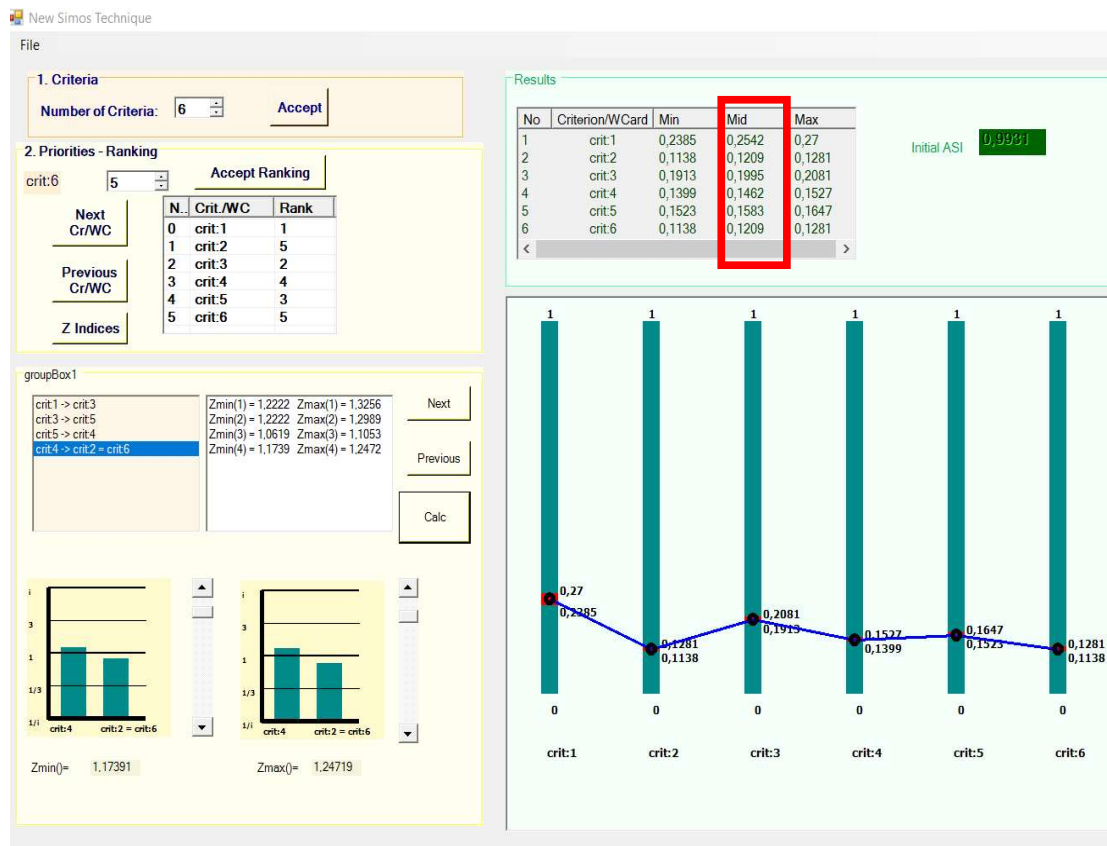 New Simos Technique
File
1. Criteria
Number of Criteria: 6 Accept
2. Priorities - Ranking
crit:6 5 Accept Ranking
Next Cr/WC
Previous Cr/WC
Z Indices
N... Crit./WC Rank
0 crit:1 1
1 crit:2 5
2 crit:3 2
3 crit:4 4
4 crit:5 3
5 crit:6 5
groupBox1
crit:1 -> crit:3
crit:3 -> crit:5
crit:5 -> crit:4
crit:4 -> crit:2 = crit:6
Zmin(1) = 1,2222 Zmax(1) = 1,3256
Zmin(2) = 1,2222 Zmax(2) = 1,2989
Zmin(3) = 1,0619 Zmax(3) = 1,1053
Zmin(4) = 1,1739 Zmax(4) = 1,2472
Next
Previous
Calc
i
3
1
1/3
1/i
crit:4 crit:2 = crit:6
i
3
1
1/3
1/i
crit:4 crit:2 = crit:6
Zmin()= 1,17391
Zmax()= 1,24719
Results
No Criterion/WCard Min Mid Max
1 crit:1 0,2385 0,2542 0,27
2 crit:2 0,1138 0,1209 0,1281
3 crit:3 0,1913 0,1995 0,2081
4 crit:4 0,1399 0,1462 0,1527
5 crit:5 0,1523 0,1583 0,1647
6 crit:6 0,1138 0,1209 0,1281
Initial ASI 0,9931
1 1 1 1 1 1
0,27
0,2385
0,1281
0,1138
0,2081
0,1913
0,1527
0,1399
0,1647
0,1523
0,1281
0,1138
0 0 0 0 0 0
crit:1 crit:2 crit:3 crit:4 crit:5 crit:6